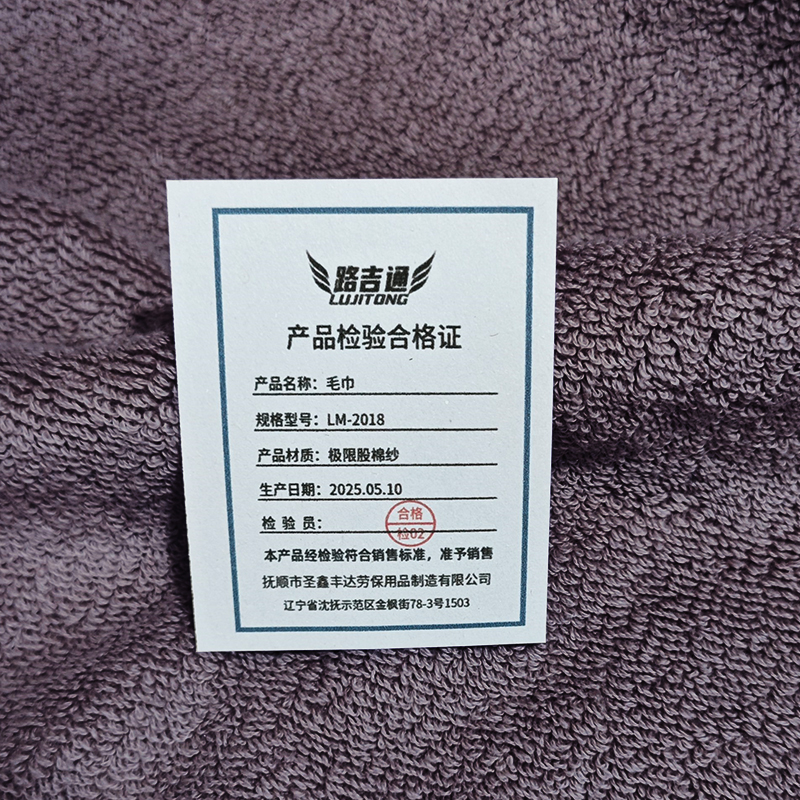 路吉通
LUJITONG
产品检验合格证
产品名称：毛巾
规格型号：LM-2018
产品材质：极限股棉纱
生产日期：2025.05.10
检 验 员：
合格
检02
本产品经检验符合销售标准，准予销售
抚顺市圣鑫丰达劳保用品制造有限公司
辽宁省沈抚示范区金枫街78-3号1503